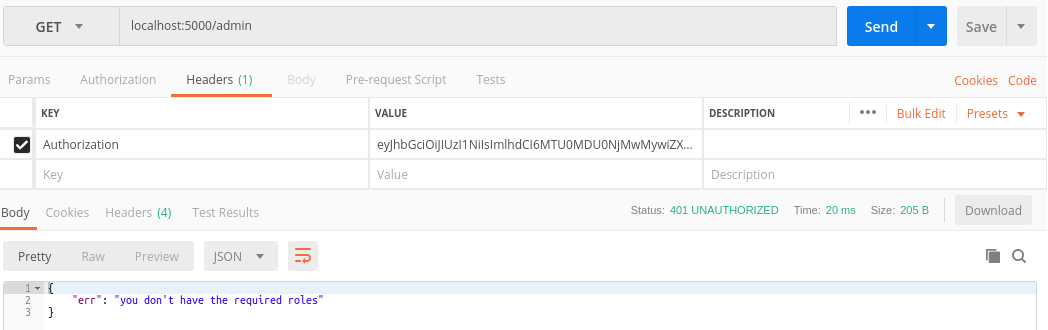 GET localhost:5000/admin Send Save
Params Authorization Headers (1) Body Pre-request Script Tests Cookies Code
KEY VALUE DESCRIPTION ••• Bulk Edit Presets
Authorization eyJhbGciOiJIUzI1NiIsImlhdCI6MTU0MDU0NjMwMywiZX...
Key Value Description
Body Cookies Headers (4) Test Results Status: 401 UNAUTHORIZED Time: 20 ms Size: 205 B Download
Pretty Raw Preview JSON
1 {
2 "err": "you don't have the required roles"
3 }